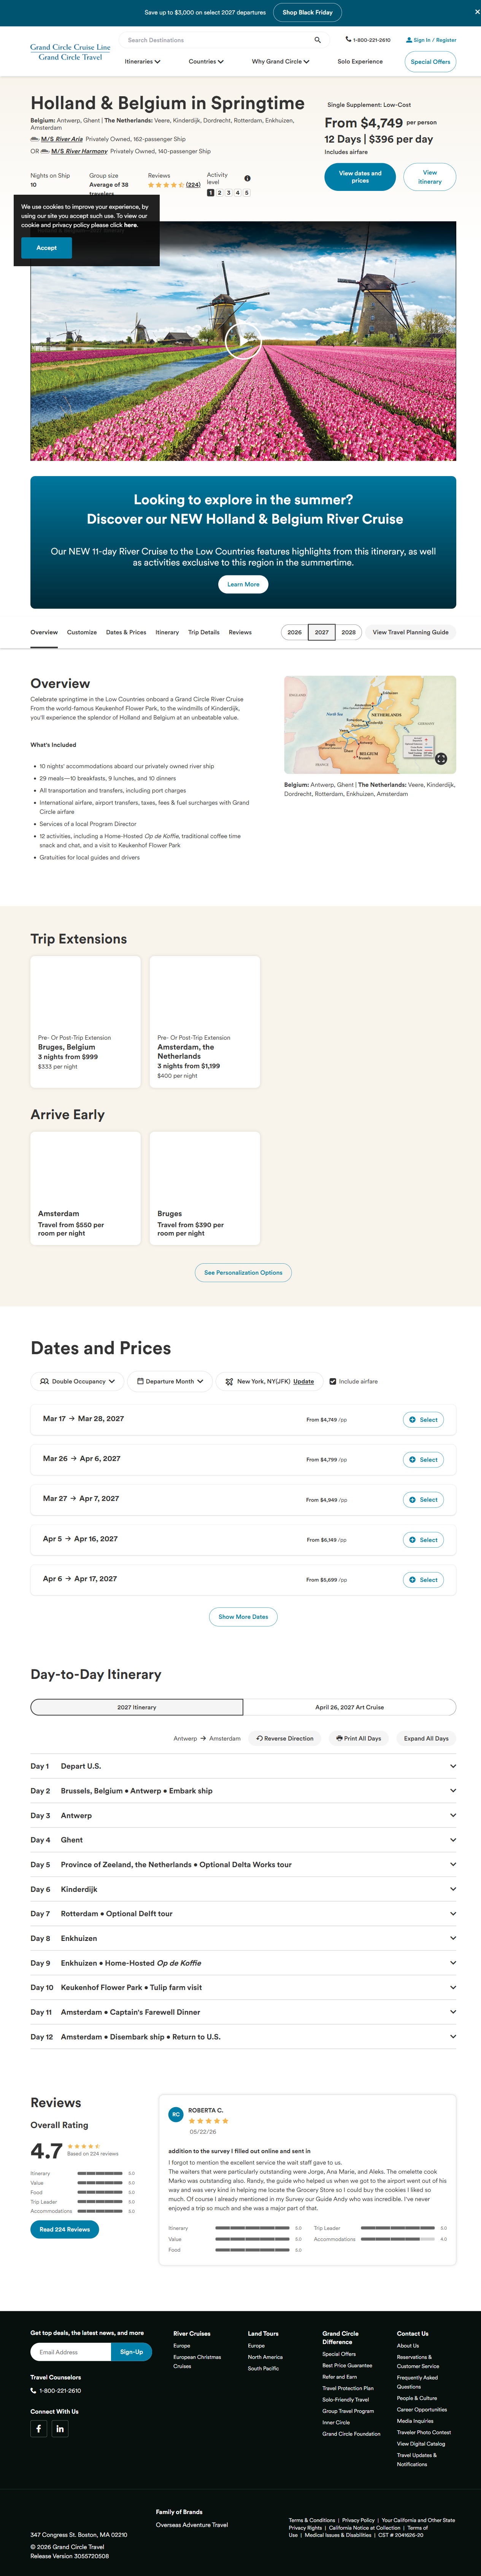 Save up to $3,000 on select 2027 departures
Shop Black Friday
Grand Circle Cruise Line
Grand Circle Travel
Search Destinations
1-800-221-2610
Sign In / Register
Itineraries
Countries
Why Grand Circle
Solo Experience
Special Offers
Holland & Belgium in Springtime
Belgium: Antwerp, Ghent | The Netherlands: Veere, Kinderdijk, Dordrecht, Rotterdam, Enkhuizen, Amsterdam
M/S River Aria Privately Owned, 162-passenger Ship
OR M/S River Harmony Privately Owned, 140-passenger Ship
Single Supplement: Low-Cost
From $4,749 per person
12 Days | $396 per day
Includes airfare
View dates and prices
View itinerary
Nights on Ship
10
Group size
Average of 38 travelers
Reviews
(224)
Activity level
1 2 3 4 5
We use cookies to improve your experience, by using our site you accept such use. To view our cookie and privacy policy please click here.
Accept
Looking to explore in the summer?
Discover our NEW Holland & Belgium River Cruise
Our NEW 11-day River Cruise to the Low Countries features highlights from this itinerary, as well as activities exclusive to this region in the summertime.
Learn More
Overview
Customize
Dates & Prices
Itinerary
Trip Details
Reviews
2026
2027
2028
View Travel Planning Guide
Overview
Celebrate springtime in the Low Countries onboard a Grand Circle River Cruise
From the world-famous Keukenhof Flower Park, to the windmills of Kinderdijk, you'll experience the splendor of Holland and Belgium at an unbeatable value.
What's Included
10 nights' accommodations aboard our privately owned river ship
29 meals—10 breakfasts, 9 lunches, and 10 dinners
All transportation and transfers, including port charges
International airfare, airport transfers, taxes, fees & fuel surcharges with Grand Circle airfare
Services of a local Program Director
12 activities, including a Home-Hosted Op de Koffie, traditional coffee time snack and chat, and a visit to Keukenhof Flower Park
Gratuities for local guides and drivers
NETHERLANDS
BELGIUM
Belgium: Antwerp, Ghent | The Netherlands: Veere, Kinderdijk, Dordrecht, Rotterdam, Enkhuizen, Amsterdam
Trip Extensions
Pre- Or Post-Trip Extension
Bruges, Belgium
3 nights from $999
$333 per night
Pre- Or Post-Trip Extension
Amsterdam, the Netherlands
3 nights from $1,199
$400 per night
Arrive Early
Amsterdam
Travel from $550 per room per night
Bruges
Travel from $390 per room per night
See Personalization Options
Dates and Prices
Double Occupancy
Departure Month
New York, NY(JFK) Update
Include airfare
Mar 17 → Mar 28, 2027
From $4,749 /pp
Select
Mar 26 → Apr 6, 2027
From $4,799 /pp
Select
Mar 27 → Apr 7, 2027
From $4,949 /pp
Select
Apr 5 → Apr 16, 2027
From $6,149 /pp
Select
Apr 6 → Apr 17, 2027
From $5,699 /pp
Select
Show More Dates
Day-to-Day Itinerary
2027 Itinerary
April 26, 2027 Art Cruise
Antwerp → Amsterdam
Reverse Direction
Print All Days
Expand All Days
Day 1 Depart U.S.
Day 2 Brussels, Belgium • Antwerp • Embark ship
Day 3 Antwerp
Day 4 Ghent
Day 5 Province of Zeeland, the Netherlands • Optional Delta Works tour
Day 6 Kinderdijk
Day 7 Rotterdam • Optional Delft tour
Day 8 Enkhuizen
Day 9 Enkhuizen • Home-Hosted Op de Koffie
Day 10 Keukenhof Flower Park • Tulip farm visit
Day 11 Amsterdam • Captain's Farewell Dinner
Day 12 Amsterdam • Disembark ship • Return to U.S.
Reviews
Overall Rating
4.7
Based on 224 reviews
Itinerary 5.0
Value 5.0
Food 5.0
Trip Leader 5.0
Accommodations 5.0
Read 224 Reviews
RC
ROBERTA C.
05/22/26
addition to the survey I filled out online and sent in
I forgot to mention the excellent the wait staff gave to us.
The waiters that were particularly outstanding were Jorge, Ana Marie, and Aleks. The omelette cook Marko was outstanding also. Randy, the guide who helped us when we got to the airport went out of his way and was very kind in helping me locate the Grocery Store so I could buy the cookies I liked so much. Of course I already mentioned in my Survey our Guide Andy who was incredible. I've never enjoyed a trip so much and she was a major part of that.
Itinerary 5.0
Trip Leader 5.0
Value 5.0
Accommodations 4.0
Food 5.0
Get top deals, the latest news, and more
Email Address
Sign-Up
Travel Counselors
1-800-221-2610
Connect With Us
River Cruises
Europe
European Christmas Cruises
Land Tours
Europe
North America
South Pacific
Grand Circle Difference
Special Offers
Best Price Guarantee
Refer and Earn
Travel Protection Plan
Solo-Friendly Travel
Group Travel Program
Inner Circle
Grand Circle Foundation
Contact Us
About Us
Reservations & Customer Service
Frequently Asked Questions
People & Culture
Career Opportunities
Media Inquiries
Traveler Photo Contest
View Digital Catalog
Travel Updates & Notifications
Family of Brands
Overseas Adventure Travel
347 Congress St. Boston, MA 02210
© 2026 Grand Circle Travel
Release Version 3055720508
Terms & Conditions | Privacy Policy | Your California and Other State Privacy Rights | California Notice at Collection | Terms of Use | Medical Issues & Disabilities | CST # 2041626-20